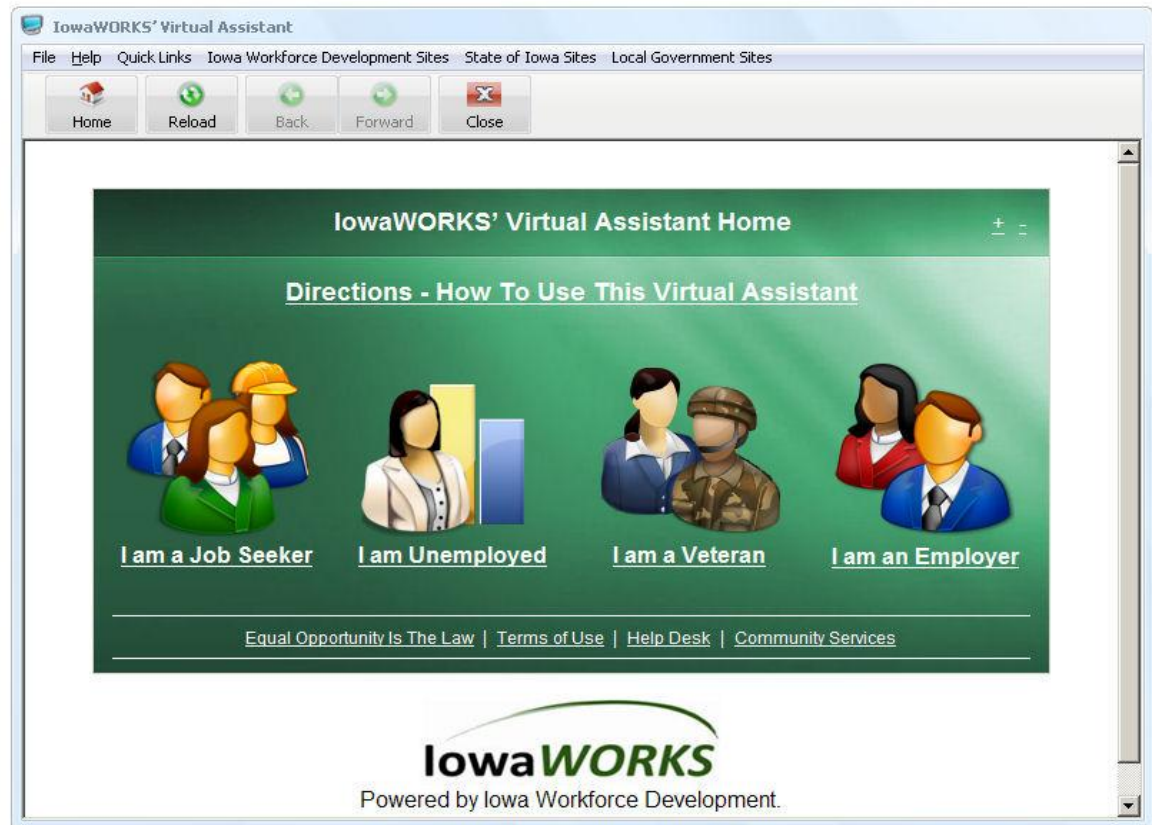 IowaWORKS' Virtual Assistant
File Help Quick Links Iowa Workforce Development Sites State of Iowa Sites Local Government Sites
Home Reload Back Forward Close
IowaWORKS' Virtual Assistant Home + -
Directions - How To Use This Virtual Assistant
I am a Job Seeker I am Unemployed I am a Veteran I am an Employer
Equal Opportunity Is The Law | Terms of Use | Help Desk | Community Services
IowaWORKS
Powered by Iowa Workforce Development.